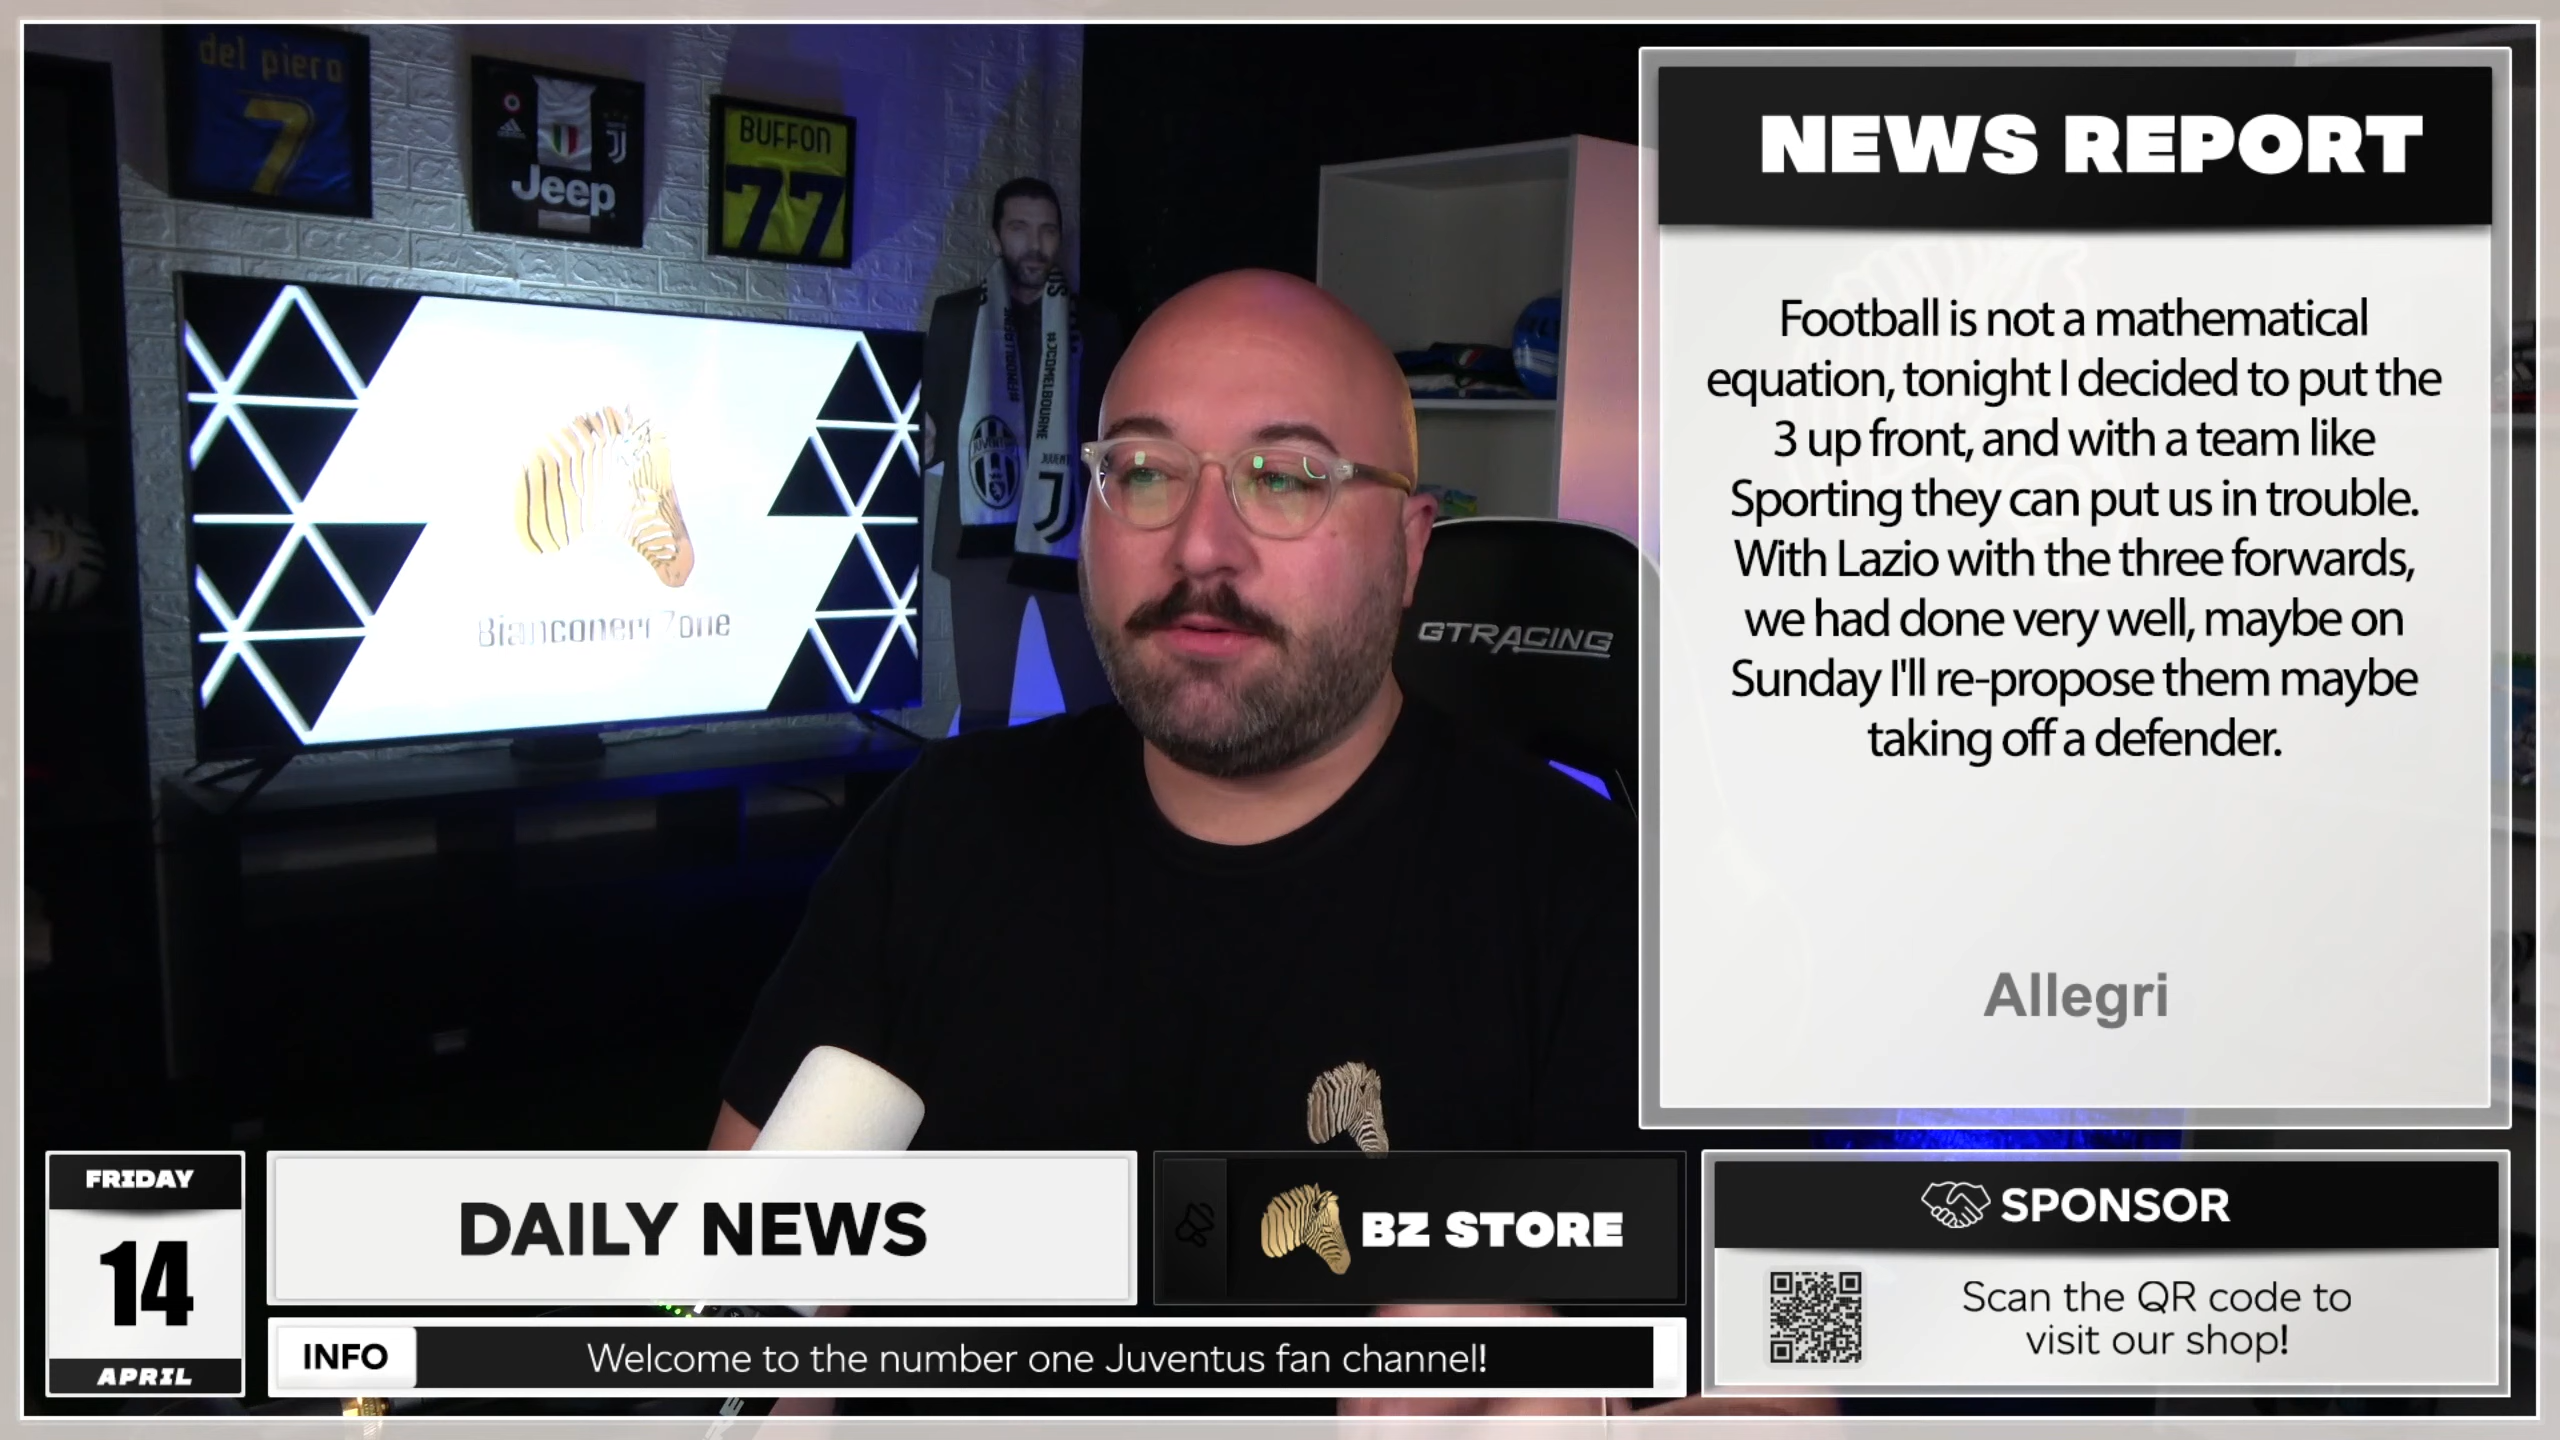 del piero
7
Jeep
BUFFON
77
Bianconeri Zone
#JCOMELBOURNE
GTRACING
NEWS REPORT
Football is not a mathematical
equation, tonight I decided to put the
3 up front, and with a team like
Sporting they can put us in trouble.
With Lazio with the three forwards,
we had done very well, maybe on
Sunday I'll re-propose them maybe
taking off a defender.
Allegri
FRIDAY
14
APRIL
DAILY NEWS
BZ STORE
INFO
Welcome to the number one Juventus fan channel!
SPONSOR
Scan the QR code to
visit our shop!